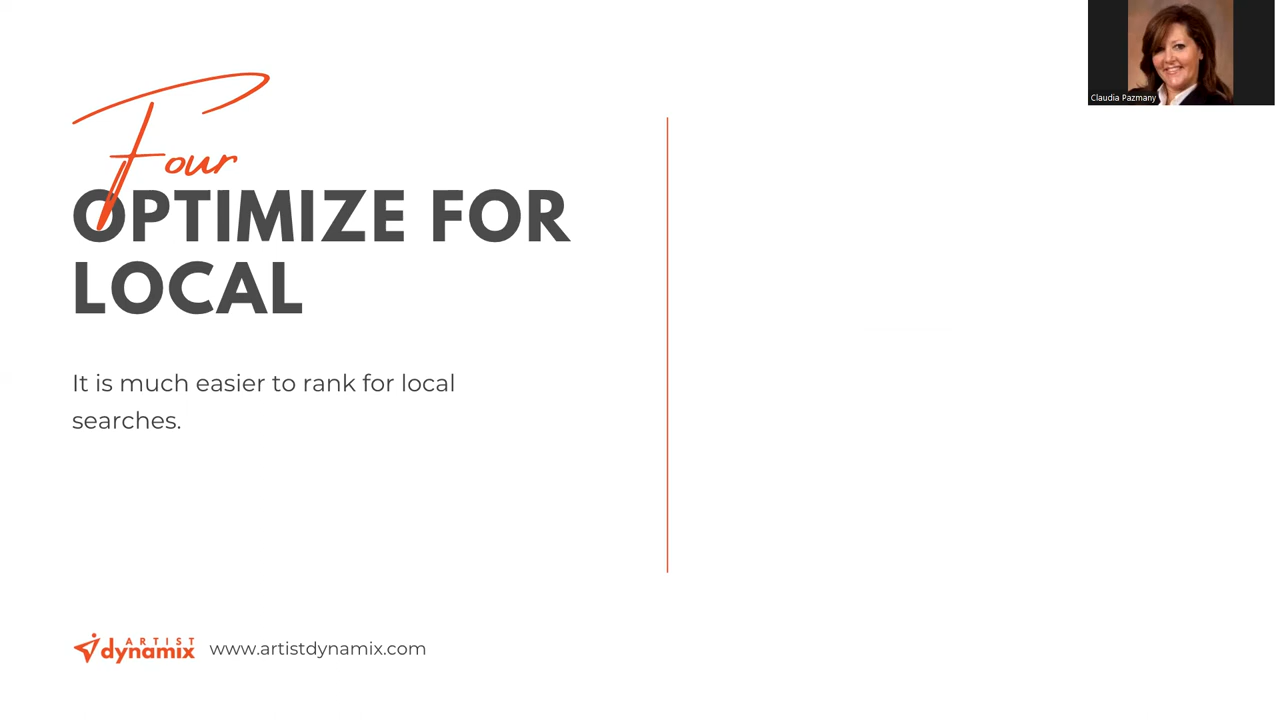 Claudia Pazmany
Four
OPTIMIZE FOR
LOCAL
It is much easier to rank for local
searches.
ARTIST
dynamix
www.artistdynamix.com